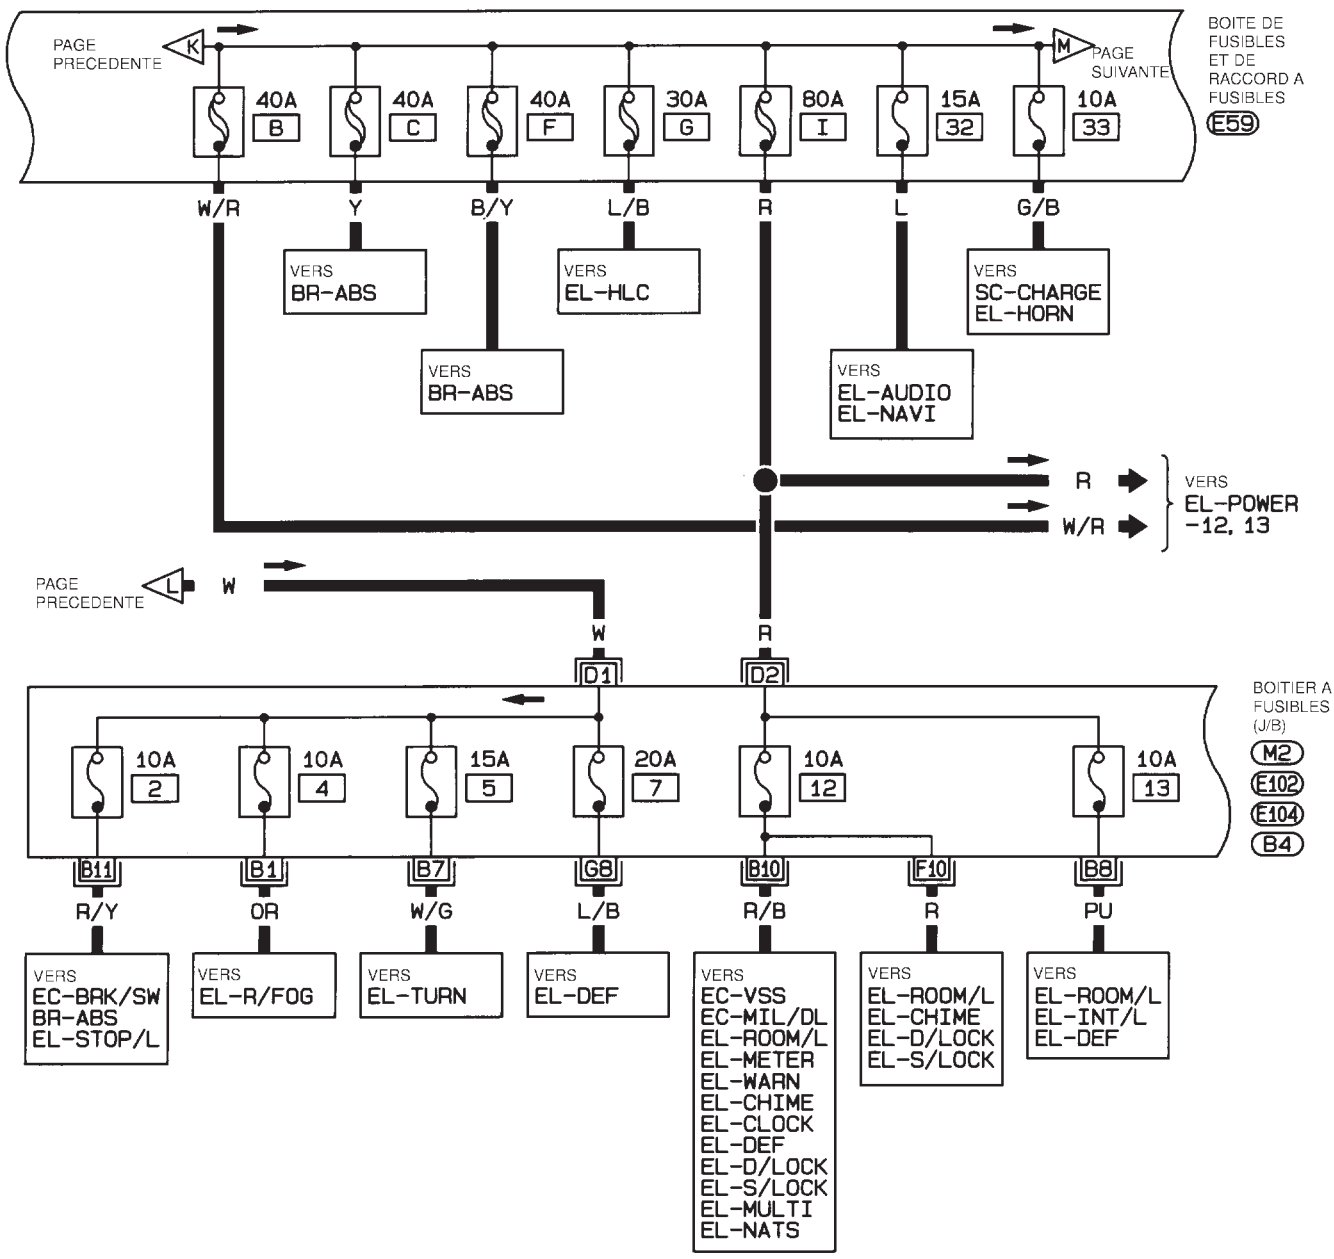 BOITE DE
FUSIBLES
ET DE
RACCORD A
FUSIBLES
E59
PAGE
PRECEDENTE
K
M
PAGE
SUIVANTE
40A
B
40A
C
40A
F
30A
G
80A
I
15A
32
10A
33
W/R
Y
B/Y
L/B
R
L
G/B
VERS
BR-ABS
VERS
EL-HLC
VERS
SC-CHARGE
EL-HORN
VERS
BR-ABS
VERS
EL-AUDIO
EL-NAVI
R
W/R
VERS
EL-POWER
-12, 13
PAGE
PRECEDENTE
L
W
W
R
D1
D2
BOITIER A
FUSIBLES
(J/B)
M2
E102
E104
B4
10A
2
10A
4
15A
5
20A
7
10A
12
10A
13
B11
B1
B7
G8
B10
F10
B8
R/Y
OR
W/G
L/B
R/B
R
PU
VERS
EC-BRK/SW
BR-ABS
EL-STOP/L
VERS
EL-R/FOG
VERS
EL-TURN
VERS
EL-DEF
VERS
EC-VSS
EC-MIL/DL
EL-ROOM/L
EL-METER
EL-WARN
EL-CHIME
EL-CLOCK
EL-DEF
EL-D/LOCK
EL-S/LOCK
EL-MULTI
EL-NATS
VERS
EL-ROOM/L
EL-CHIME
EL-D/LOCK
EL-S/LOCK
VERS
EL-ROOM/L
EL-INT/L
EL-DEF